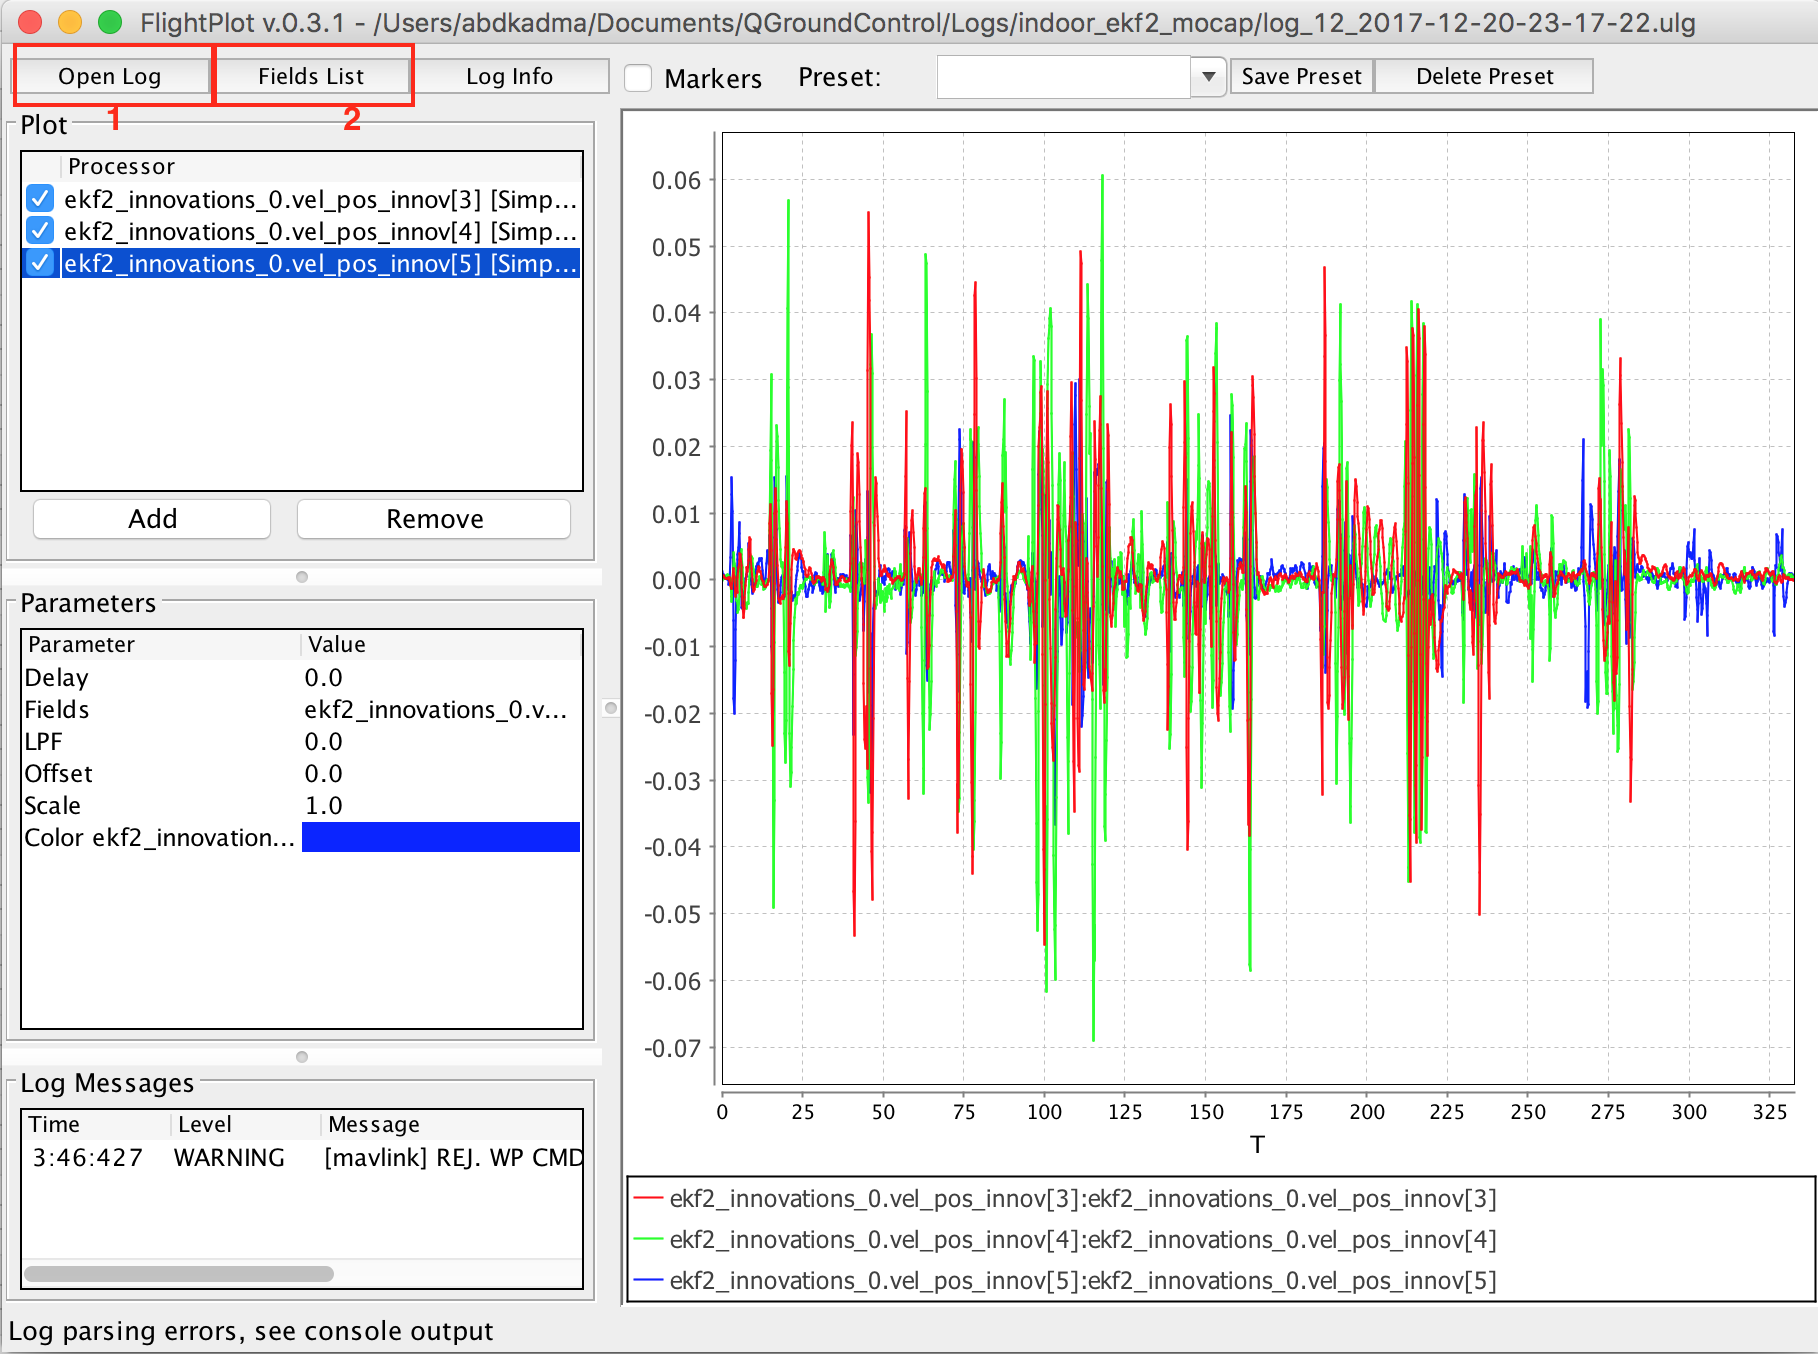 FlightPlot v.0.3.1 - /Users/abdkadma/Documents/QGroundControl/Logs/indoor_ekf2_mocap/log_12_2017-12-20-23-17-22.ulg
Open Log Fields List Log Info Markers Preset: Save Preset Delete Preset
1 2
Plot
Processor
ekf2_innovations_0.vel_pos_innov[3] [Simp...
ekf2_innovations_0.vel_pos_innov[4] [Simp...
ekf2_innovations_0.vel_pos_innov[5] [Simp...
Add Remove
Parameters
Parameter Value
Delay 0.0
Fields ekf2_innovations_0.v...
LPF 0.0
Offset 0.0
Scale 1.0
Color ekf2_innovation...
Log Messages
Time Level Message
3:46:427 WARNING [mavlink] REJ. WP CMD
0.06
0.05
0.04
0.03
0.02
0.01
0.00
-0.01
-0.02
-0.03
-0.04
-0.05
-0.06
-0.07
0 25 50 75 100 125 150 175 200 225 250 275 300 325
T
ekf2_innovations_0.vel_pos_innov[3]:ekf2_innovations_0.vel_pos_innov[3]
ekf2_innovations_0.vel_pos_innov[4]:ekf2_innovations_0.vel_pos_innov[4]
ekf2_innovations_0.vel_pos_innov[5]:ekf2_innovations_0.vel_pos_innov[5]
Log parsing errors, see console output